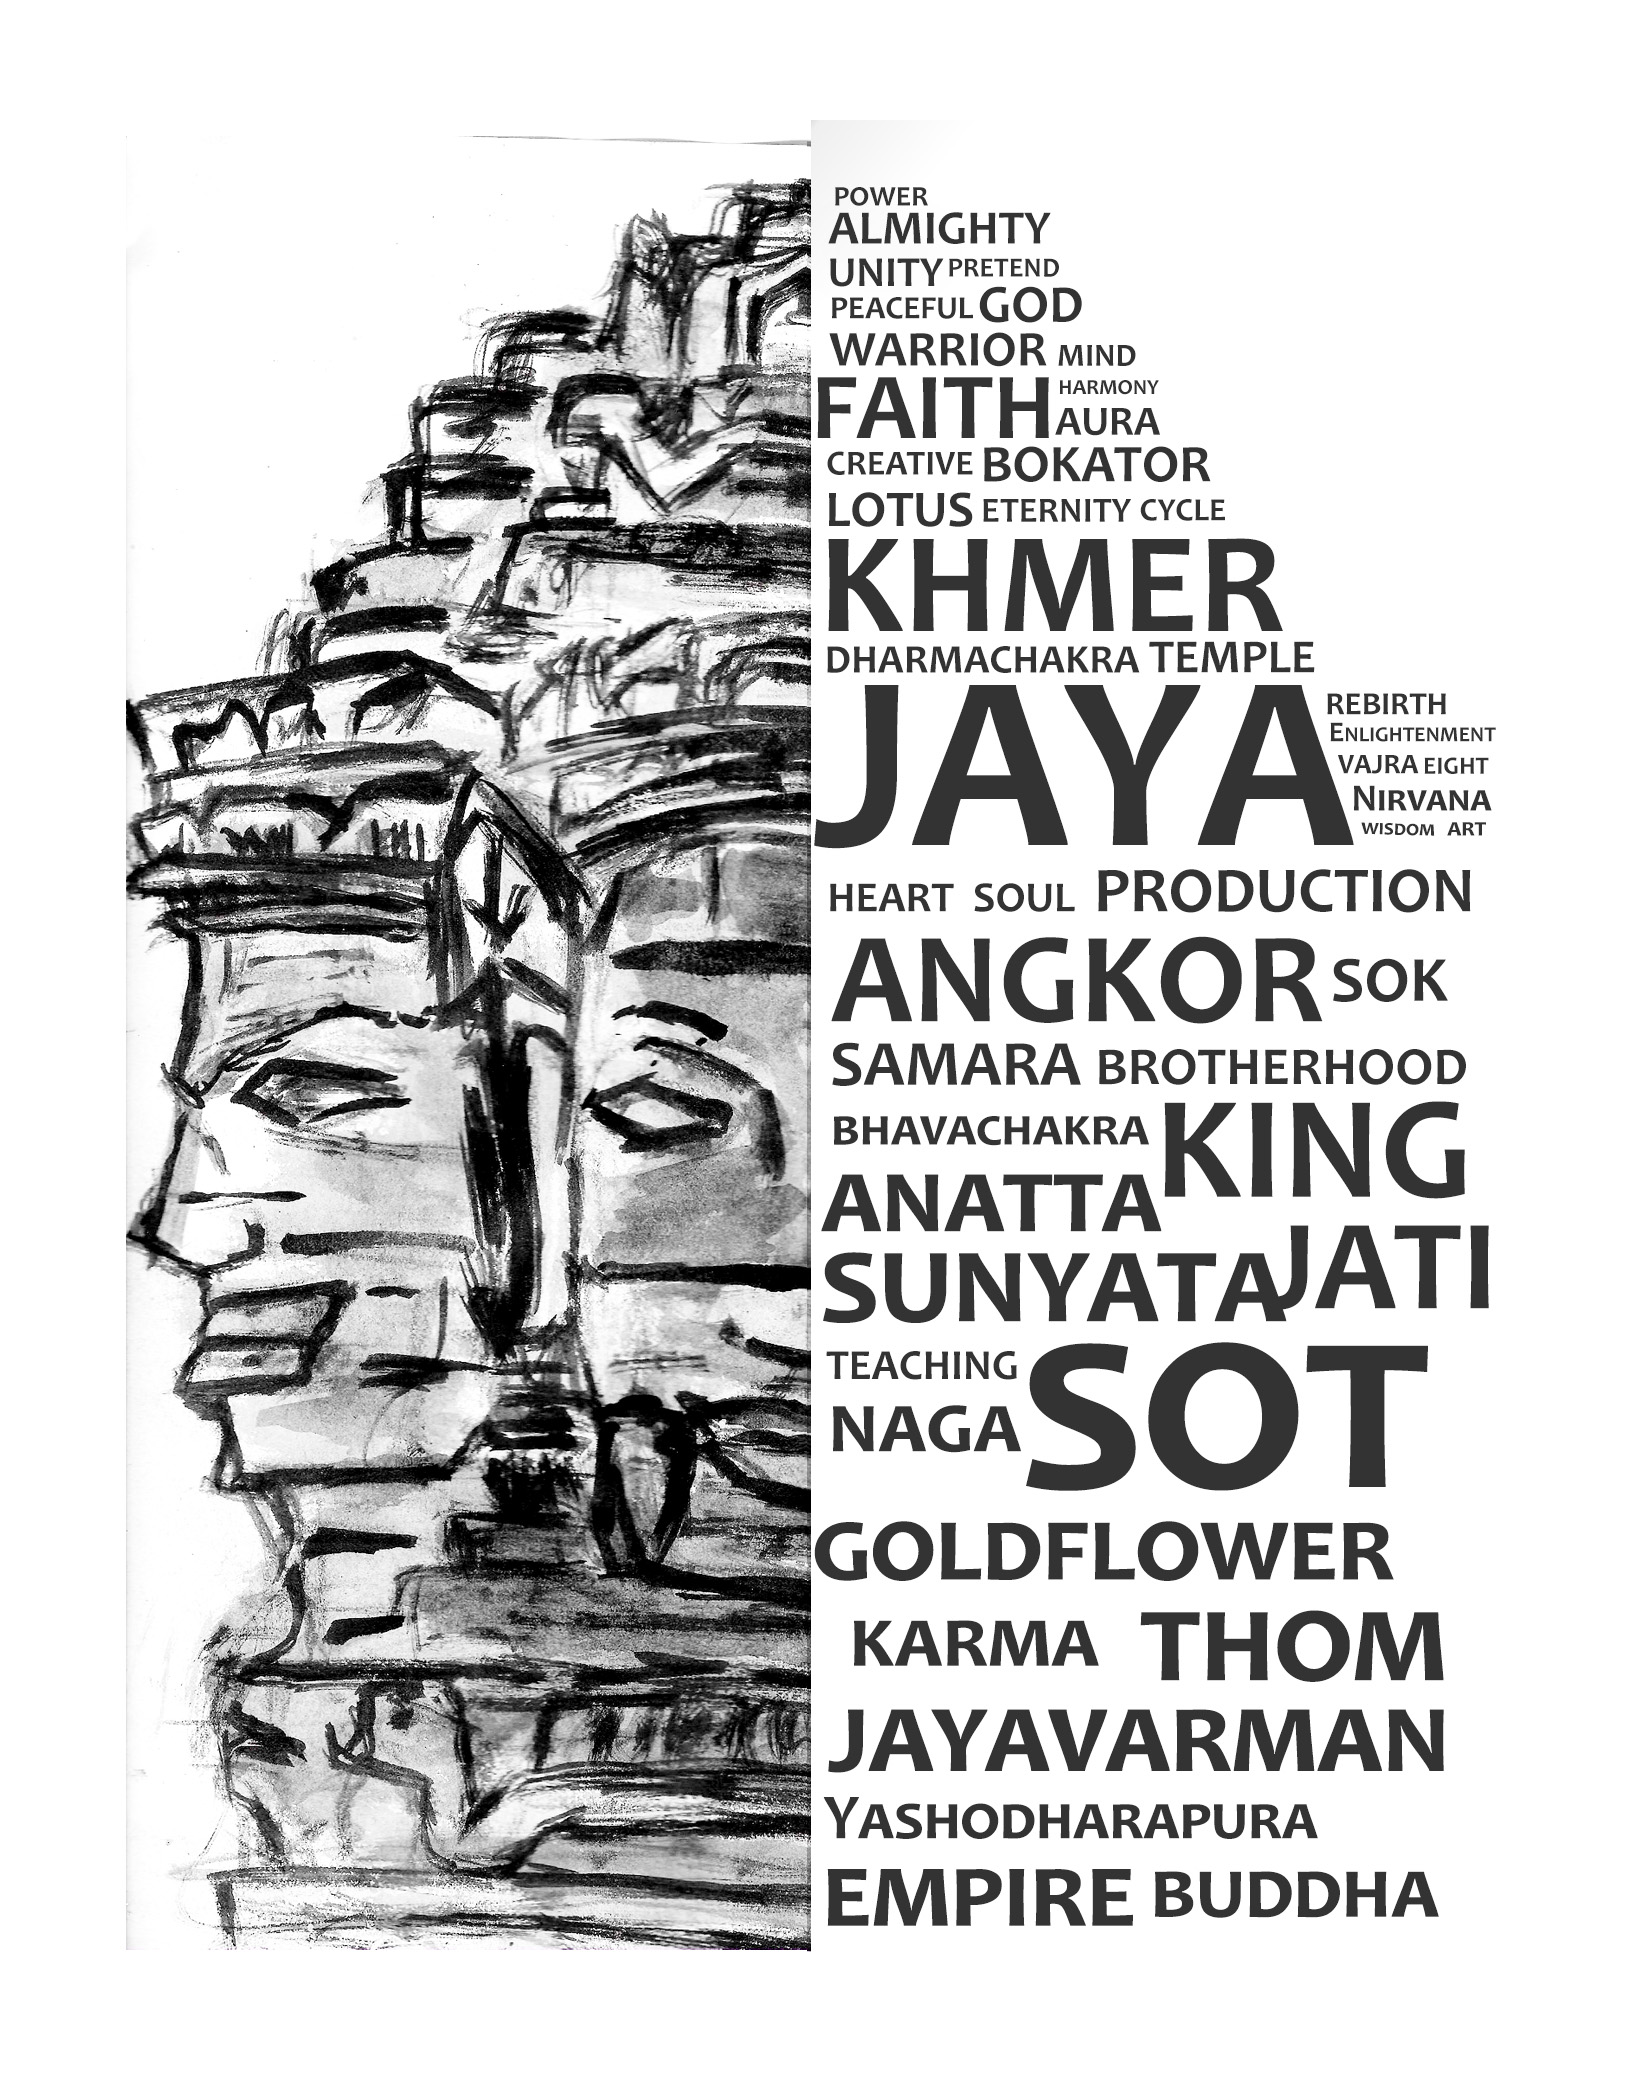 POWER
ALMIGHTY
UNITY PRETEND
PEACEFUL GOD
WARRIOR MIND
FAITH HARMONY
AURA
CREATIVE BOKATOR
LOTUS ETERNITY CYCLE
KHMER
DHARMACHAKRA TEMPLE
JAYA REBIRTH
ENLIGHTENMENT
VAJRA EIGHT
NIRVANA
WISDOM ART
HEART SOUL PRODUCTION
ANGKOR SOK
SAMARA BROTHERHOOD
BHAVACHAKRA KING
ANATTA
SUNYATA JATI
TEACHING SOT
NAGA
GOLDFLOWER
KARMA THOM
JAYAVARMAN
YASHODHARAPURA
EMPIRE BUDDHA